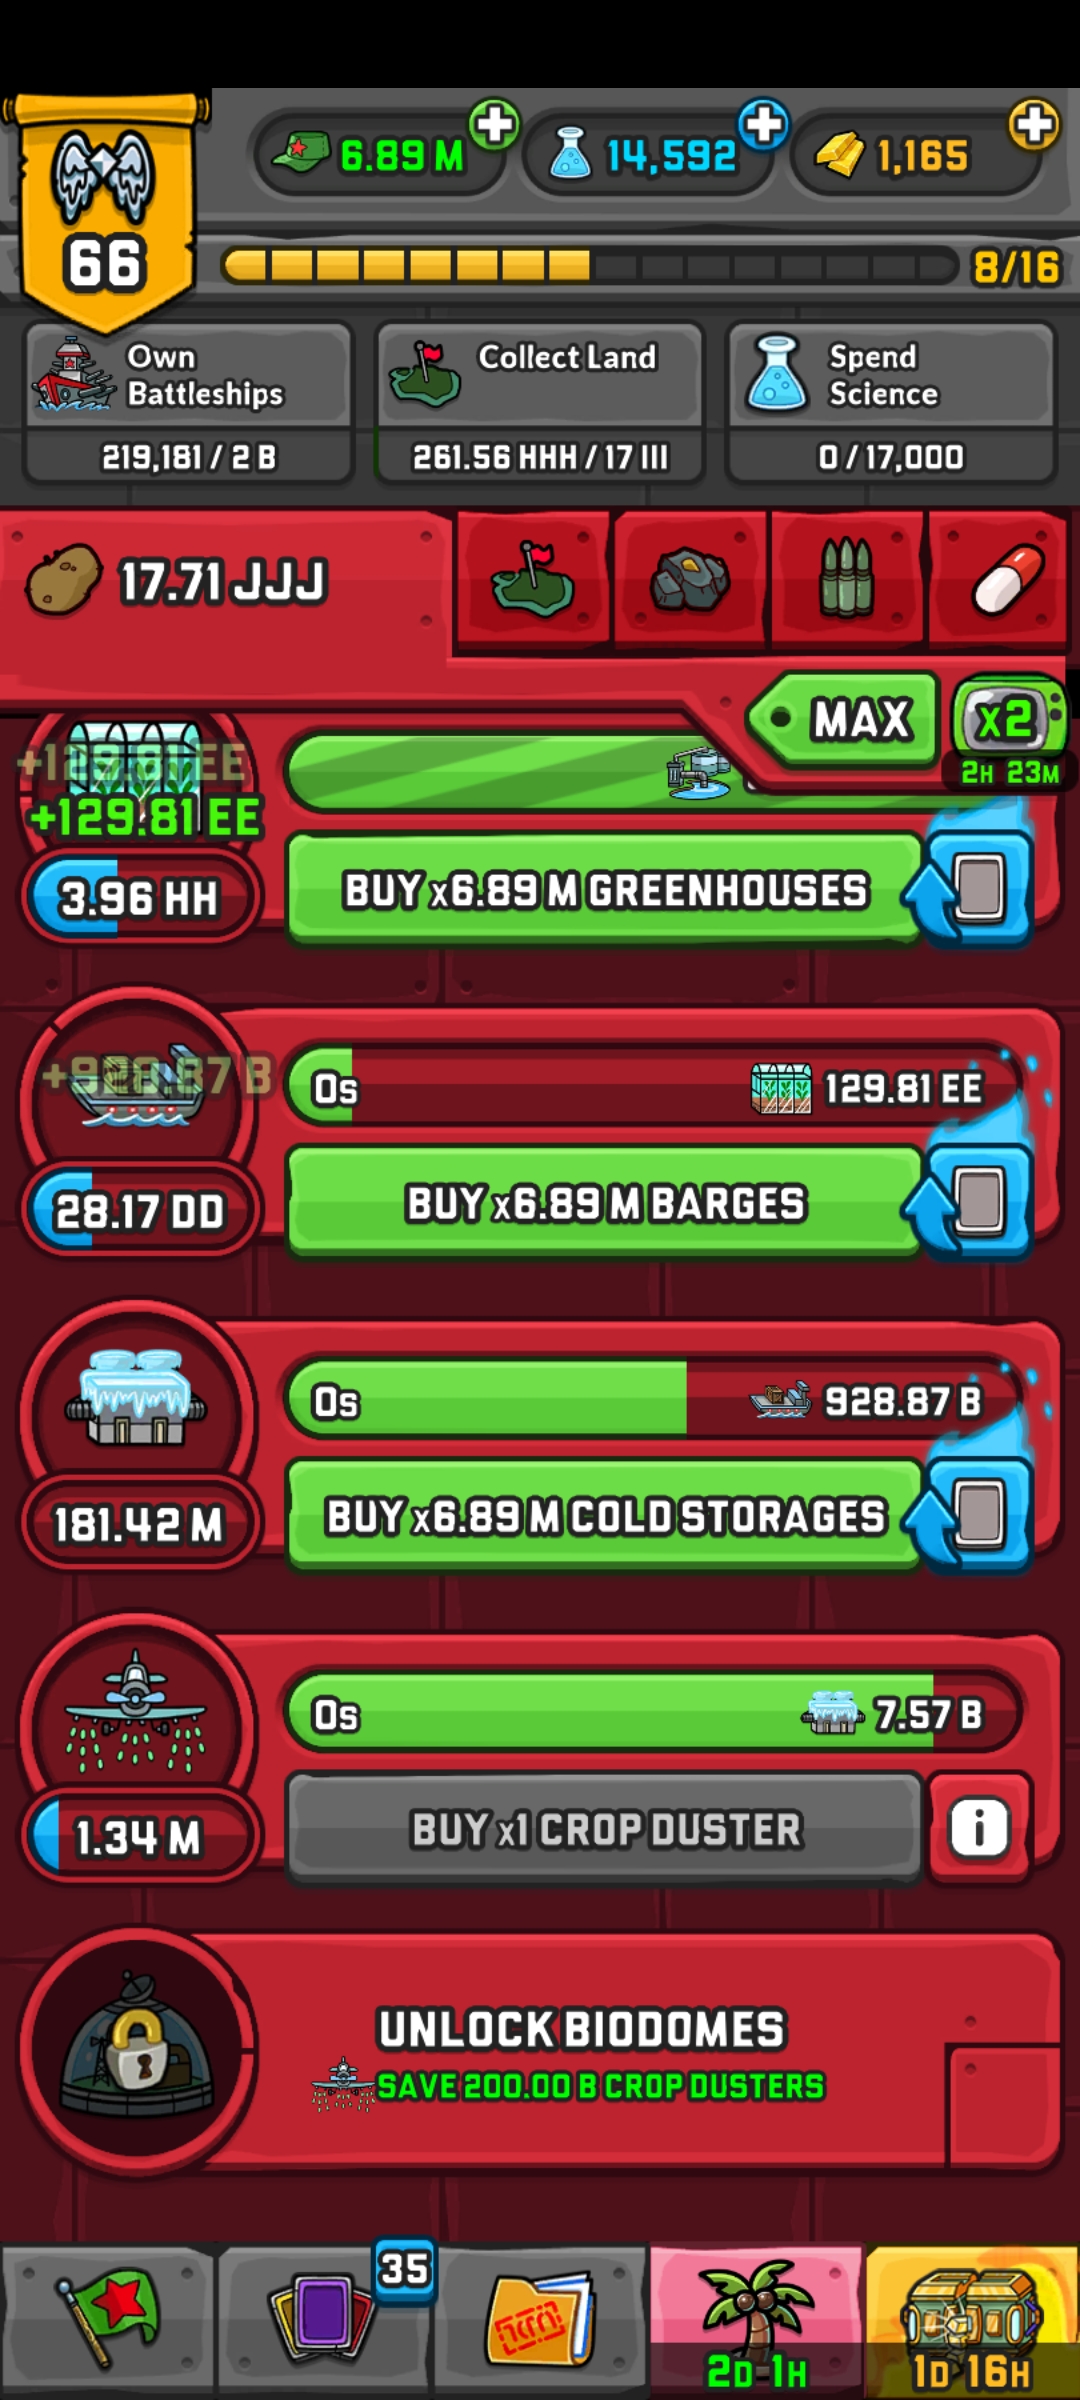 6.89 M
14,592
1,165
66
8/16
Own
Battleships
219,181 / 2 B
Collect Land
261.56 HHH / 17 III
Spend
Science
0 / 17,000
17.71 JJJ
MAX
x2
2H 23M
+129.81 EE
+129.81 EE
3.96 HH
BUY x6.89 M GREENHOUSES
+928.87 B
0s
129.81 EE
28.17 DD
BUY x6.89 M BARGES
0s
928.87 B
181.42 M
BUY x6.89 M COLD STORAGES
0s
7.57 B
1.34 M
BUY x1 CROP DUSTER
i
UNLOCK BIODOMES
SAVE 200.00 B CROP DUSTERS
35
2D 1H
1D 16H